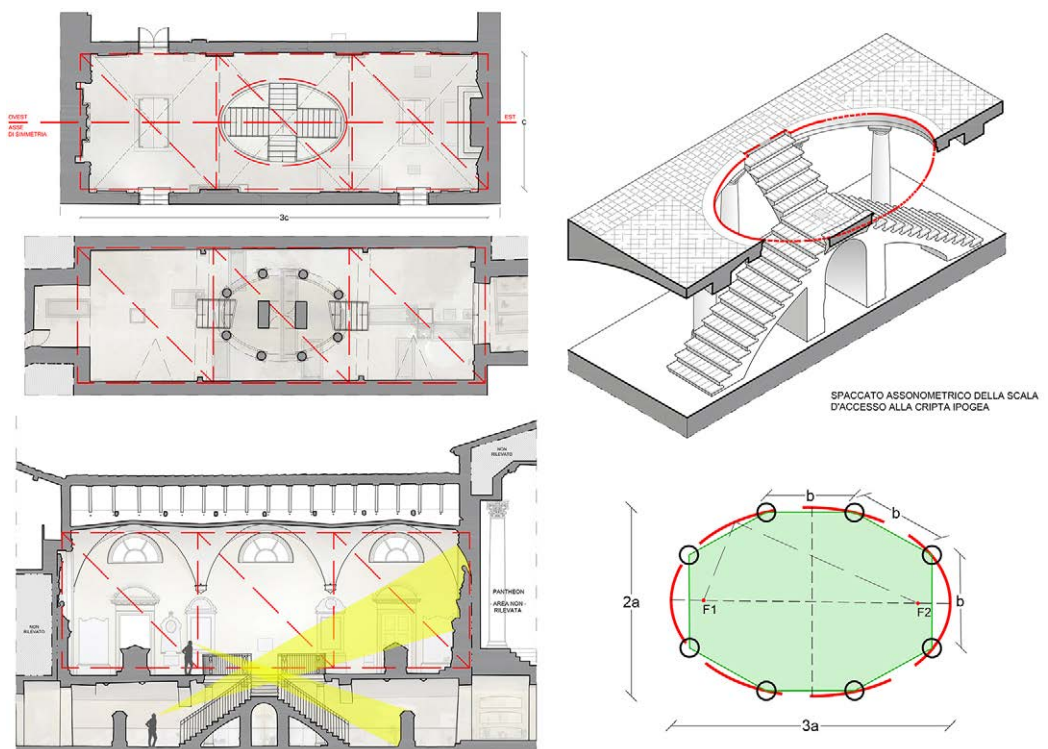 OVEST
ASSE
DI SIMMETRIA
EST
c
3c
SPACCATO ASSONOMETRICO DELLA SCALA
D'ACCESSO ALLA CRIPTA IPOGEA
NON
RILEVATO
NON
RILEVATO
PANTHEON
- AREA NON -
RILEVATA
b
b
b
2a
F1
F2
3a